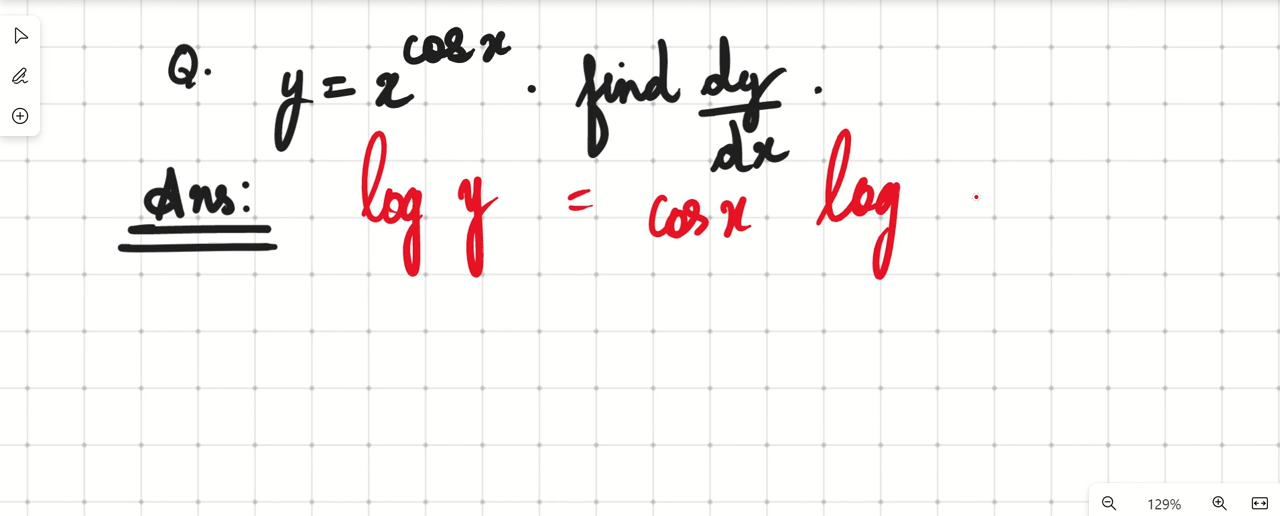 Q. y = x^cos x . find dy/dx .
Ans: log y = cos x log
129%